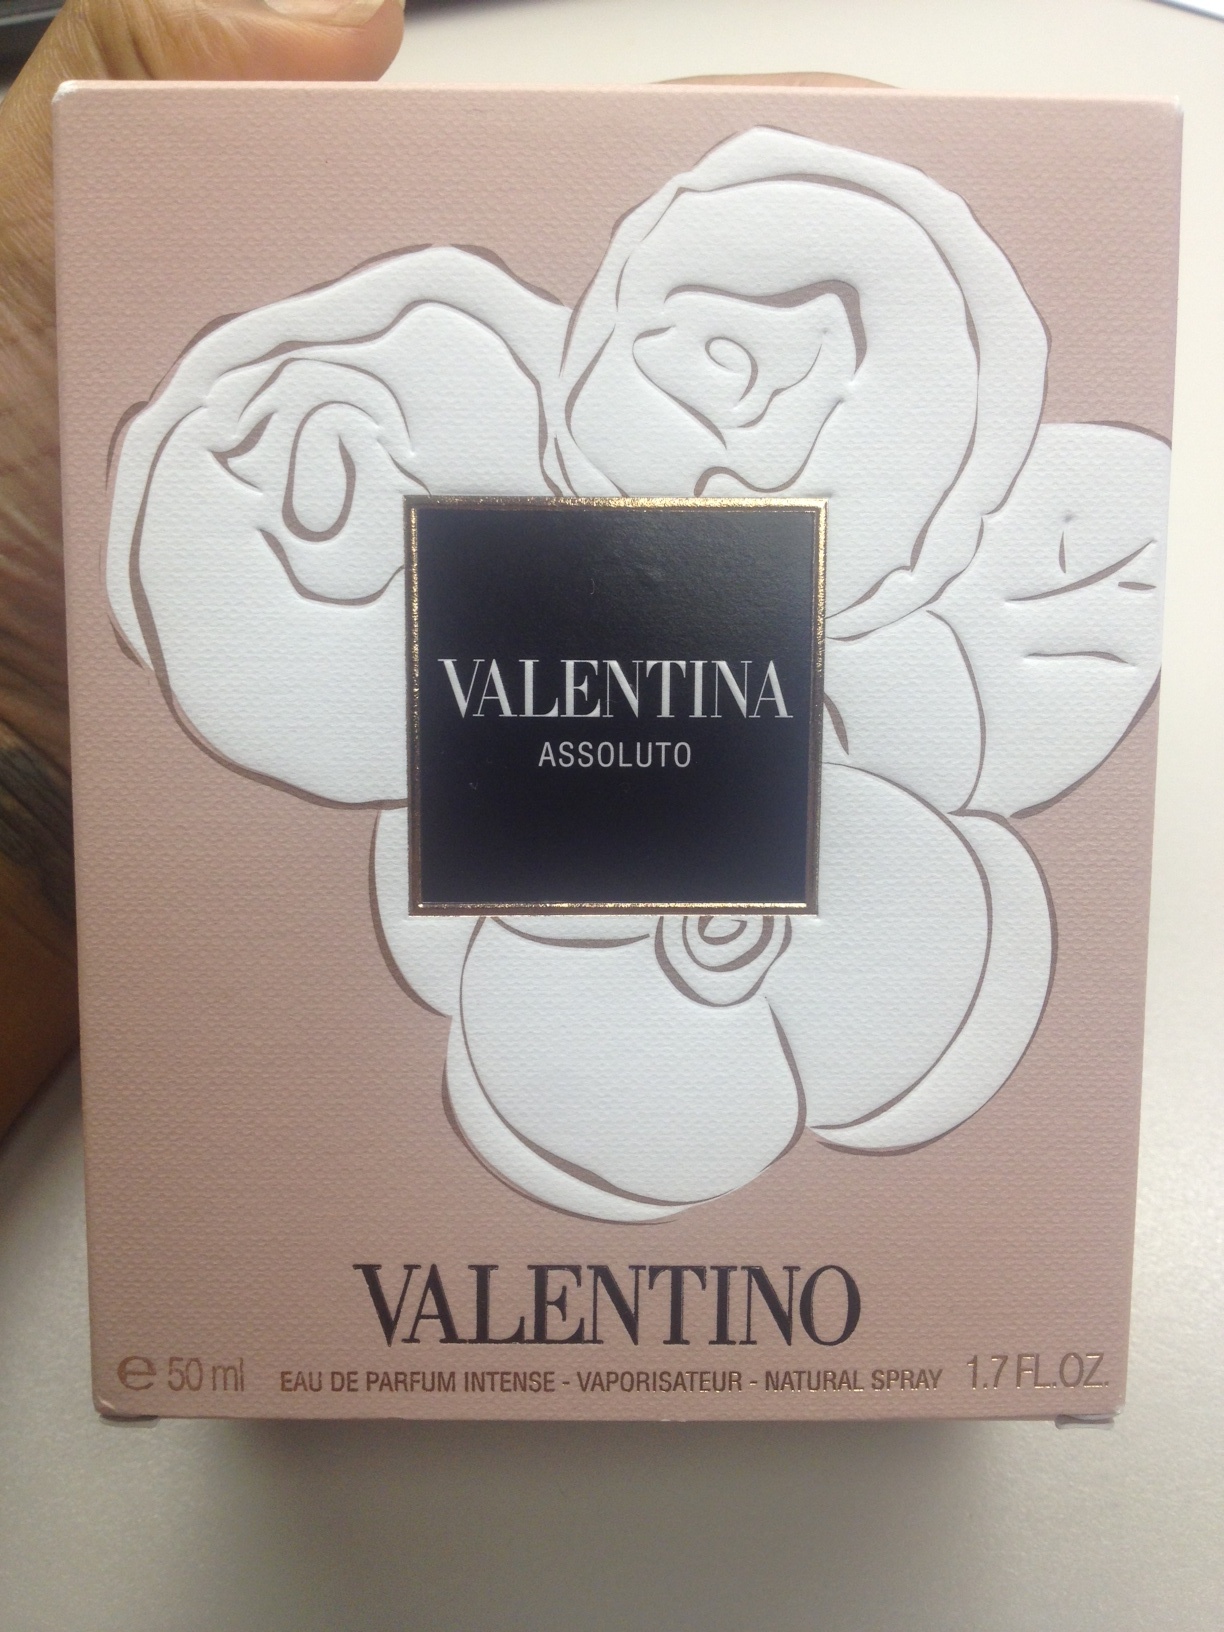 VALENTINA
ASSOLUTO
VALENTINO
e 50 ml EAU DE PARFUM INTENSE - VAPORISATEUR - NATURAL SPRAY 1.7 FL.OZ.